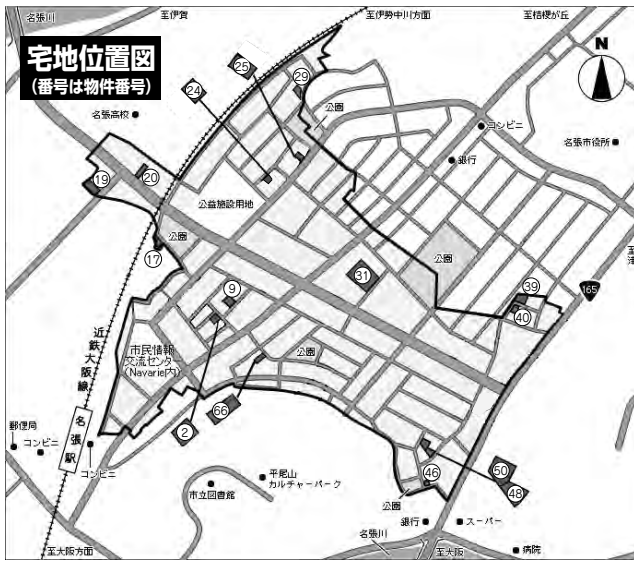 名張川
至伊賀
至伊勢中川方面
至桔梗が丘
宅地位置図
(番号は物件番号)
N
25
29
24
公園
名張高校
コンビニ
銀行
名張市役所
19
20
公益施設用地
公園
公園
至津
17
31
39
165
9
40
近鉄大阪線
市民情報
交流センター
(Navarie内)
公園
66
2
郵便局
コンビニ
名張駅
コンビニ
平尾山
カルチャーパーク
市立図書館
46
50
48
公園
銀行
スーパー
名張川
至大阪方面
至大阪
病院